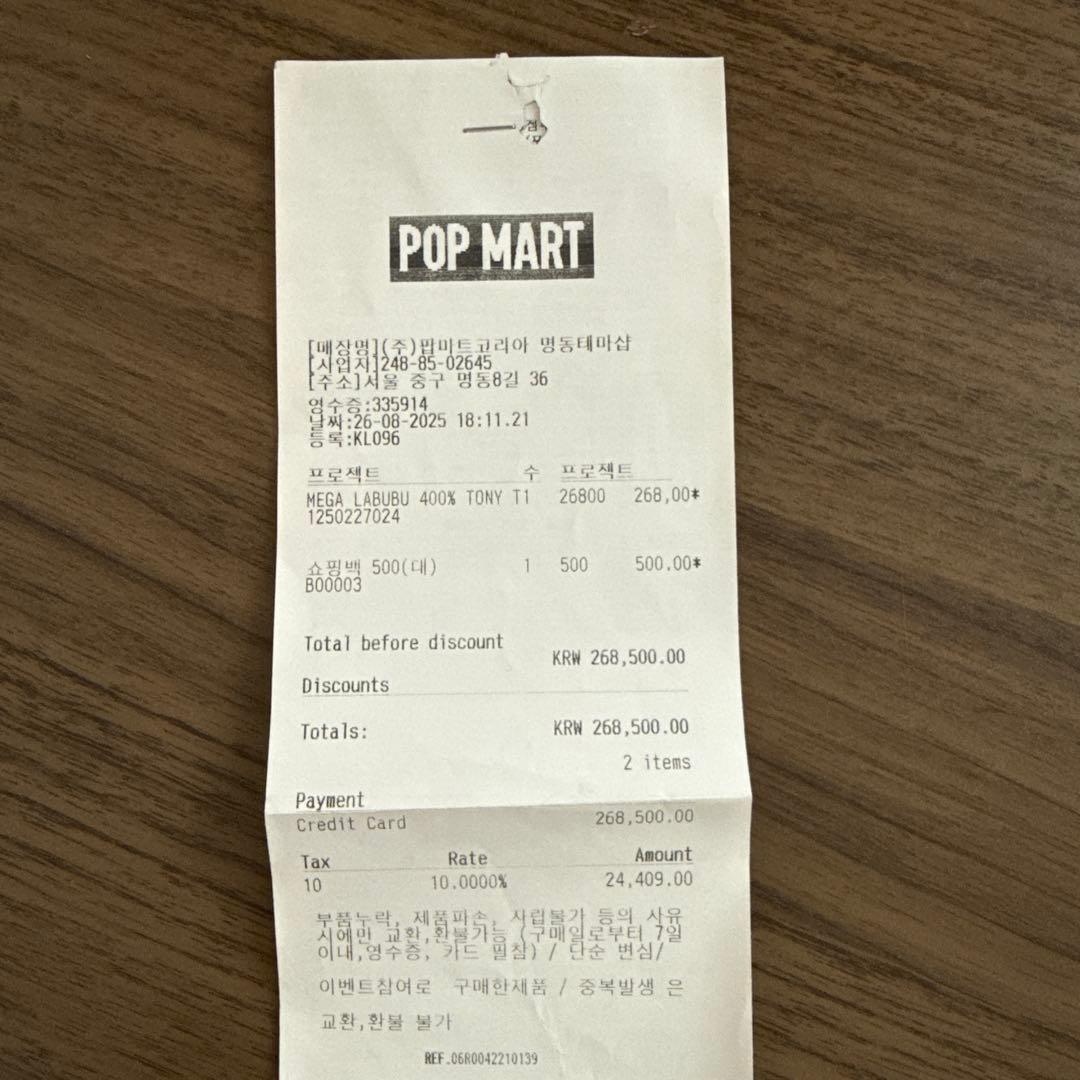 POP MART
[매장명](주)팝마트코리아 명동테마샵
[사업자]248-85-02645
[주소]서울 중구 명동8길 36
영수증:335914
날짜:26-08-2025 18:11.21
등록:KL096
프로젝트 수 프로젝트
MEGA LABUBU 400% TONY T1 26800 268,00*
1250227024
쇼핑백 500(대) 1 500 500.00*
B00003
Total before discount
KRW 268,500.00
Discounts
Totals: KRW 268,500.00
2 items
Payment
Credit Card 268,500.00
Tax Rate Amount
10 10.0000% 24,409.00
부품누락, 제품파손, 자립불가 등의 사유
시에만 교환,환불가능 (구매일로부터 7일
이내,영수증, 카드 필참) / 단순 변심/
이벤트참여로 구매한제품 / 중복발생 은
교환,환불 불가
REF.06R0042210139